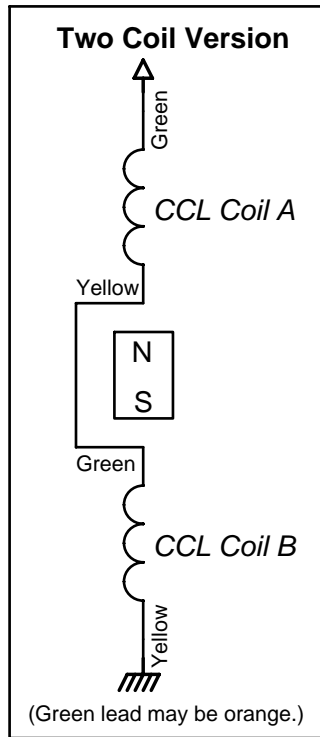 Two Coil Version
Green
CCL Coil A
Yellow
N
S
Green
CCL Coil B
Yellow
(Green lead may be orange.)